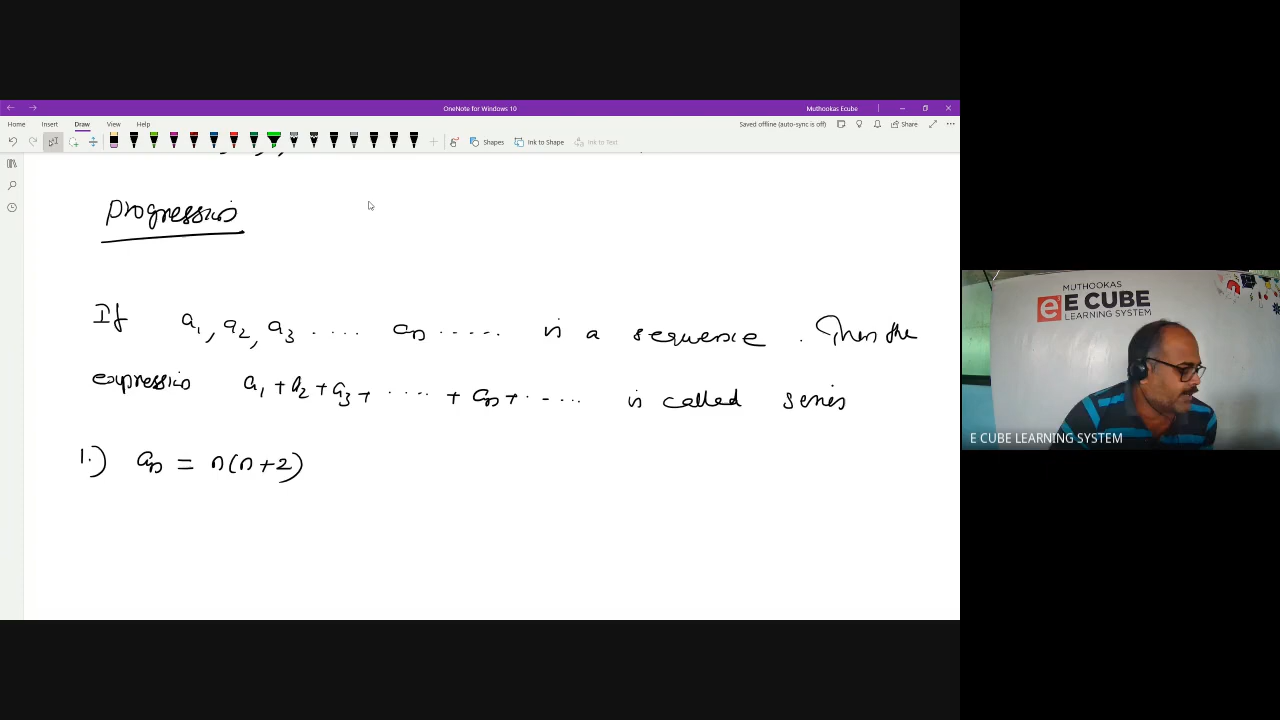 OneNote for Windows 10
Muthookas Ecube
Home Insert Draw View Help
Saved offline (auto-sync is off) Share
Shapes Ink to Shape Ink to Text
Progression
If a1, a2, a3 .... an ..... is a sequence. Then the
expression a1 + a2 + a3 + ..... + an + ..... is called series
1.) an = n(n+2)
MUTHOOKAS
e E CUBE
LEARNING SYSTEM
E CUBE LEARNING SYSTEM